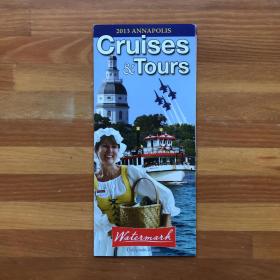 2013 ANNAPOLIS
Cruises
& Tours
Watermark